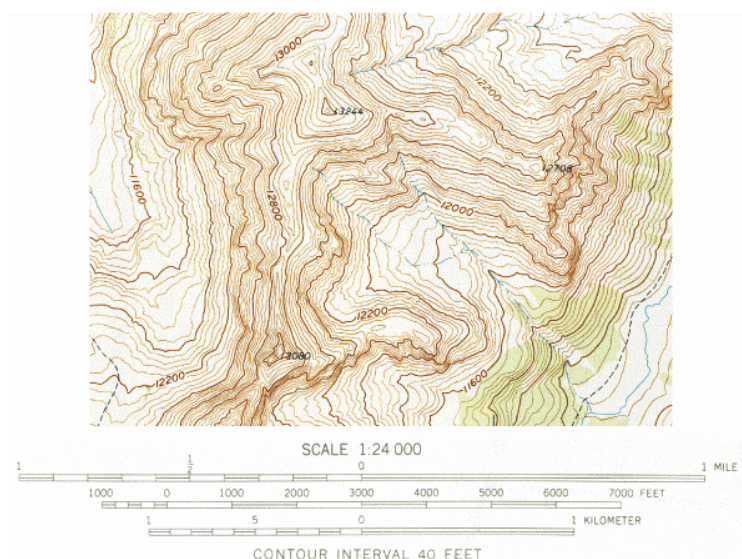 13000
12200
13244
12708
11600
12800
12000
12200
13080
12200
11600
SCALE 1:24 000
1 1/2 0 1 MILE
1000 0 1000 2000 3000 4000 5000 6000 7000 FEET
1 .5 0 1 KILOMETER
CONTOUR INTERVAL 40 FEET